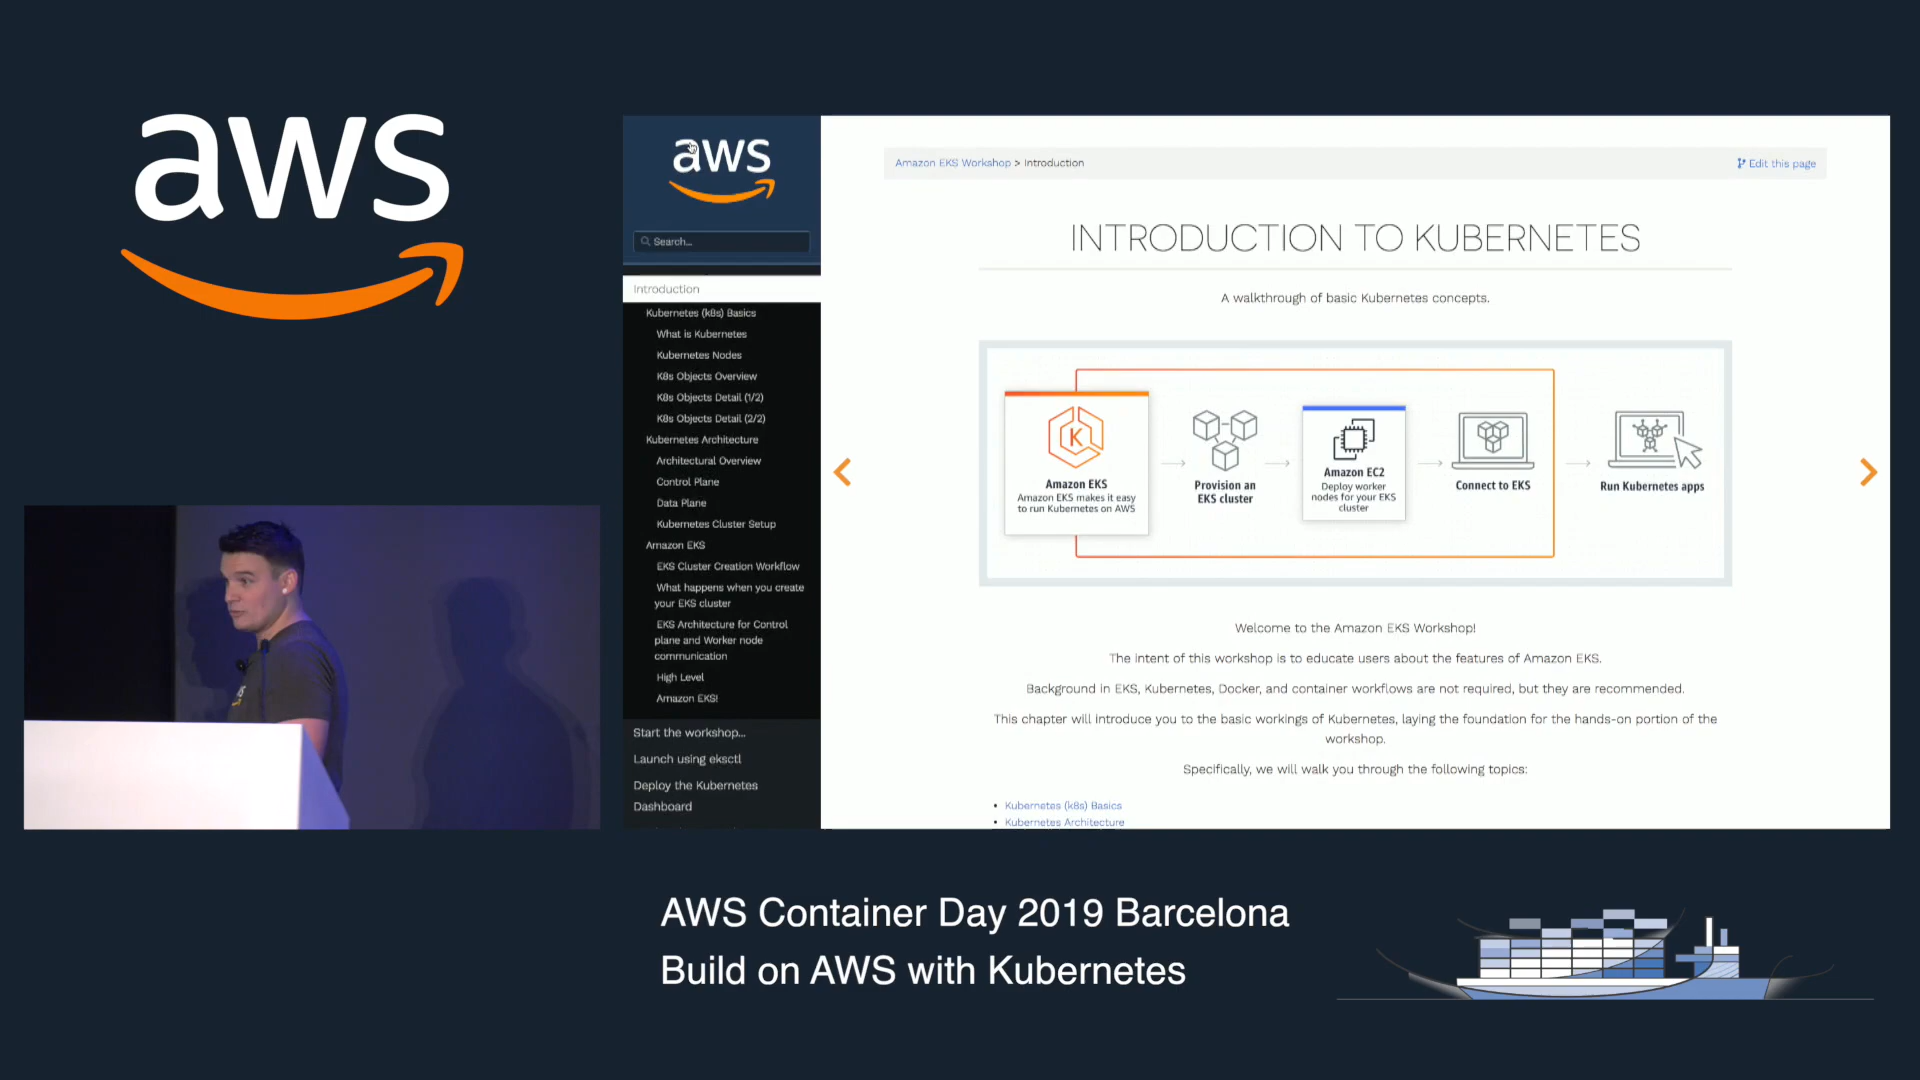 aws
aws
Search...
Introduction
Kubernetes (k8s) Basics
What is Kubernetes
Kubernetes Nodes
K8s Objects Overview
K8s Objects Detail (1/2)
K8s Objects Detail (2/2)
Kubernetes Architecture
Architectural Overview
Control Plane
Data Plane
Kubernetes Cluster Setup
Amazon EKS
EKS Cluster Creation Workflow
What happens when you create
your EKS cluster
EKS Architecture for Control
plane and Worker node
communication
High Level
Amazon EKS!
Start the workshop...
Launch using eksctl
Deploy the Kubernetes
Dashboard
Amazon EKS Workshop > Introduction
Edit this page
INTRODUCTION TO KUBERNETES
A walkthrough of basic Kubernetes concepts.
K
Amazon EKS
Amazon EKS makes it easy
to run Kubernetes on AWS
Provision an
EKS cluster
Amazon EC2
Deploy worker
nodes for your EKS
cluster
Connect to EKS
Run Kubernetes apps
Welcome to the Amazon EKS Workshop!
The intent of this workshop is to educate users about the features of Amazon EKS.
Background in EKS, Kubernetes, Docker, and container workflows are not required, but they are recommended.
This chapter will introduce you to the basic workings of Kubernetes, laying the foundation for the hands-on portion of the
workshop.
Specifically, we will walk you through the following topics:
• Kubernetes (k8s) Basics
• Kubernetes Architecture
AWS Container Day 2019 Barcelona
Build on AWS with Kubernetes